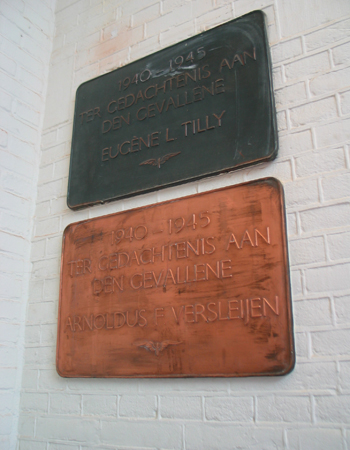 1940 - 1945
TER GEDACHTENIS AAN
DEN GEVALLENE
EUGÈNE L. TILLY
1940 - 1945
TER GEDACHTENIS AAN
DEN GEVALLENE
ARNOLDUS F. VERSLEIJEN